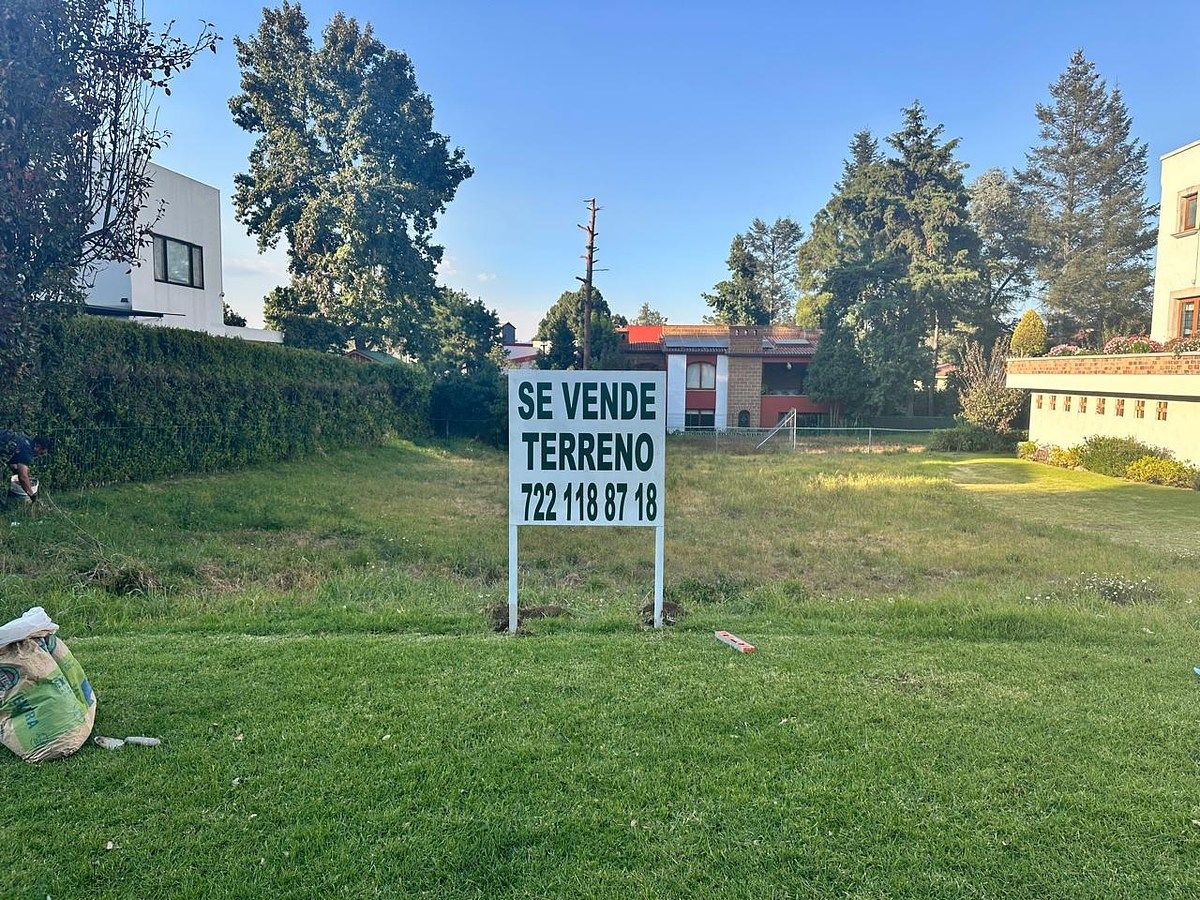 SE VENDE
TERRENO
722 118 87 18